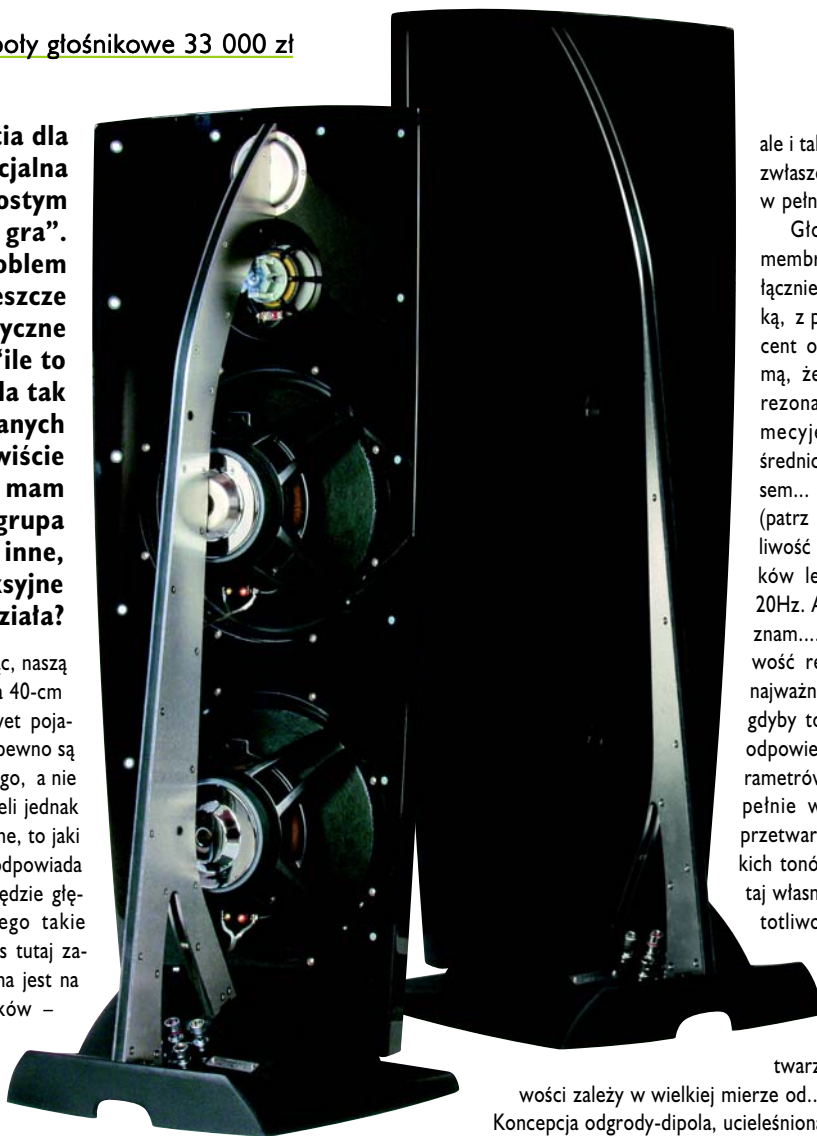 poły głośnikowe 33 000 zł
cia dla
cjalna
ostym
gra”.
oblem
eszcze
yczne
“ile to
la tak
anych
wiście
mam
grupa
inne,
ksyjne
ziała?
c, naszą
a 40-cm
wet poja-
pewno są
go, a nie
eli jednak
ne, to jaki
odpowiada
ędzie głę-
ego takie
s tutaj za-
na jest na
ków –
ale i tak
zwłaszc
w pełn
Gło
membr
łącznie
ką, z p
cent o
mą, że
rezona
mecyje
średnic
sem...
(patrz
liwość
ków le
20Hz. A
znam....
wość re
najważn
gdyby to
odpowie
rametrów
pełnie w
przetwar
kich tonó
taj własn
totliwo
twarz
wości zależy w wielkiej mierze od...
Koncepcja odgrody-dipola, ucieleśniona